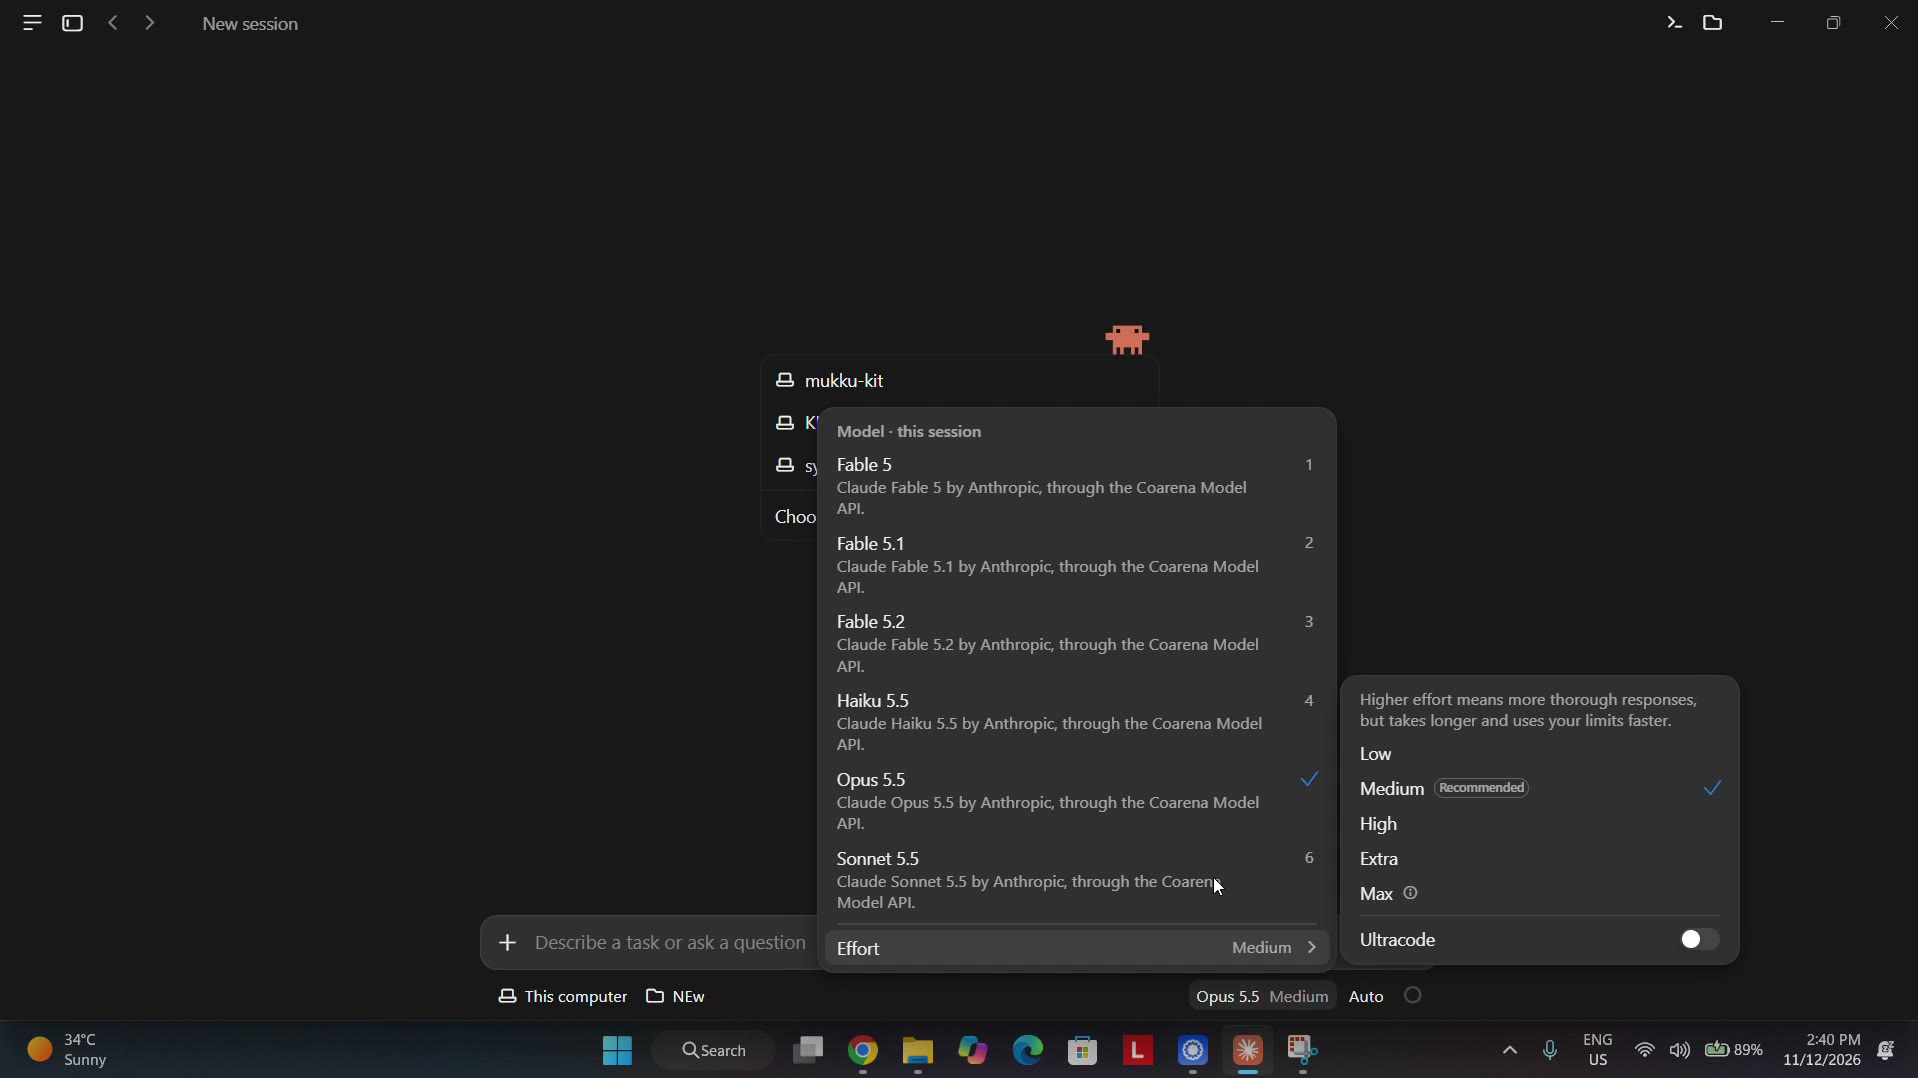 New session
mukku-kit
Model · this session
Fable 5
1
Claude Fable 5 by Anthropic, through the Coarena Model
API.
Choo
Fable 5.1
2
Claude Fable 5.1 by Anthropic, through the Coarena Model
API.
Fable 5.2
3
Claude Fable 5.2 by Anthropic, through the Coarena Model
API.
Haiku 5.5
4
Claude Haiku 5.5 by Anthropic, through the Coarena Model
API.
Opus 5.5
Claude Opus 5.5 by Anthropic, through the Coarena Model
API.
Sonnet 5.5
6
Claude Sonnet 5.5 by Anthropic, through the Coarena
Model API.
Effort
Medium
Higher effort means more thorough responses,
but takes longer and uses your limits faster.
Low
Medium Recommended
High
Extra
Max
Ultracode
Describe a task or ask a question
This computer
NEw
Opus 5.5 Medium
Auto
34°C
Sunny
Search
L
ENG
US
89%
2:40 PM
11/12/2026